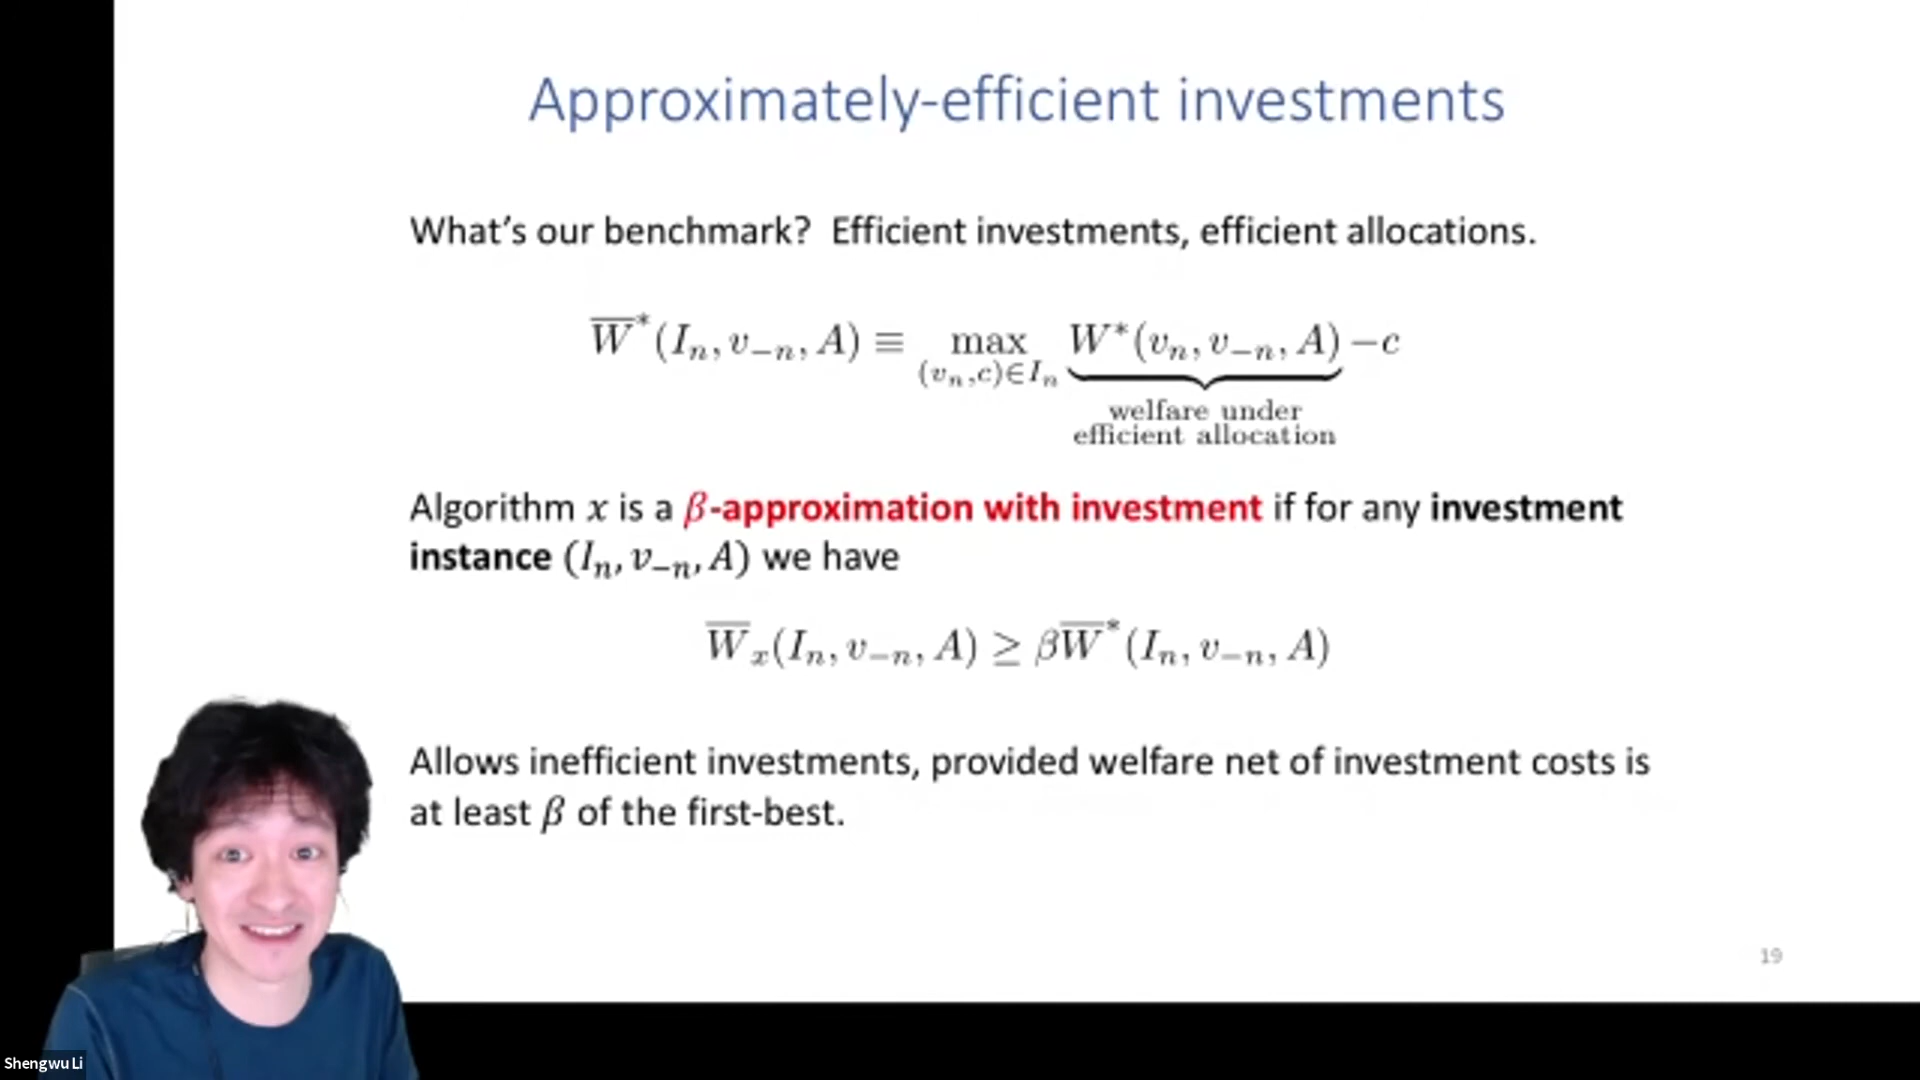 Approximately-efficient investments
What's our benchmark? Efficient investments, efficient allocations.
W̅*(Iₙ, v₋ₙ, A) ≡ max W*(vₙ, v₋ₙ, A) −c
(vₙ,c)∈Iₙ
welfare under
efficient allocation
Algorithm x is a β-approximation with investment if for any investment
instance (Iₙ, v₋ₙ, A) we have
W̅ₓ(Iₙ, v₋ₙ, A) ≥ βW̅*(Iₙ, v₋ₙ, A)
Allows inefficient investments, provided welfare net of investment costs is
at least β of the first-best.
19
Shengwu Li